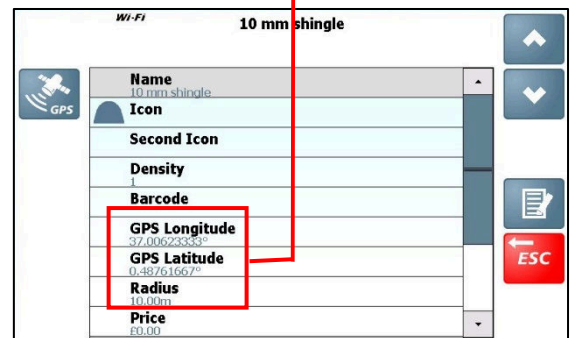 Wi-Fi
10 mm shingle
GPS
Name
10 mm shingle
Icon
Second Icon
Density
1
Barcode
GPS Longitude
37.00623333°
GPS Latitude
0.48761667°
Radius
10.00m
Price
£0.00
ESC